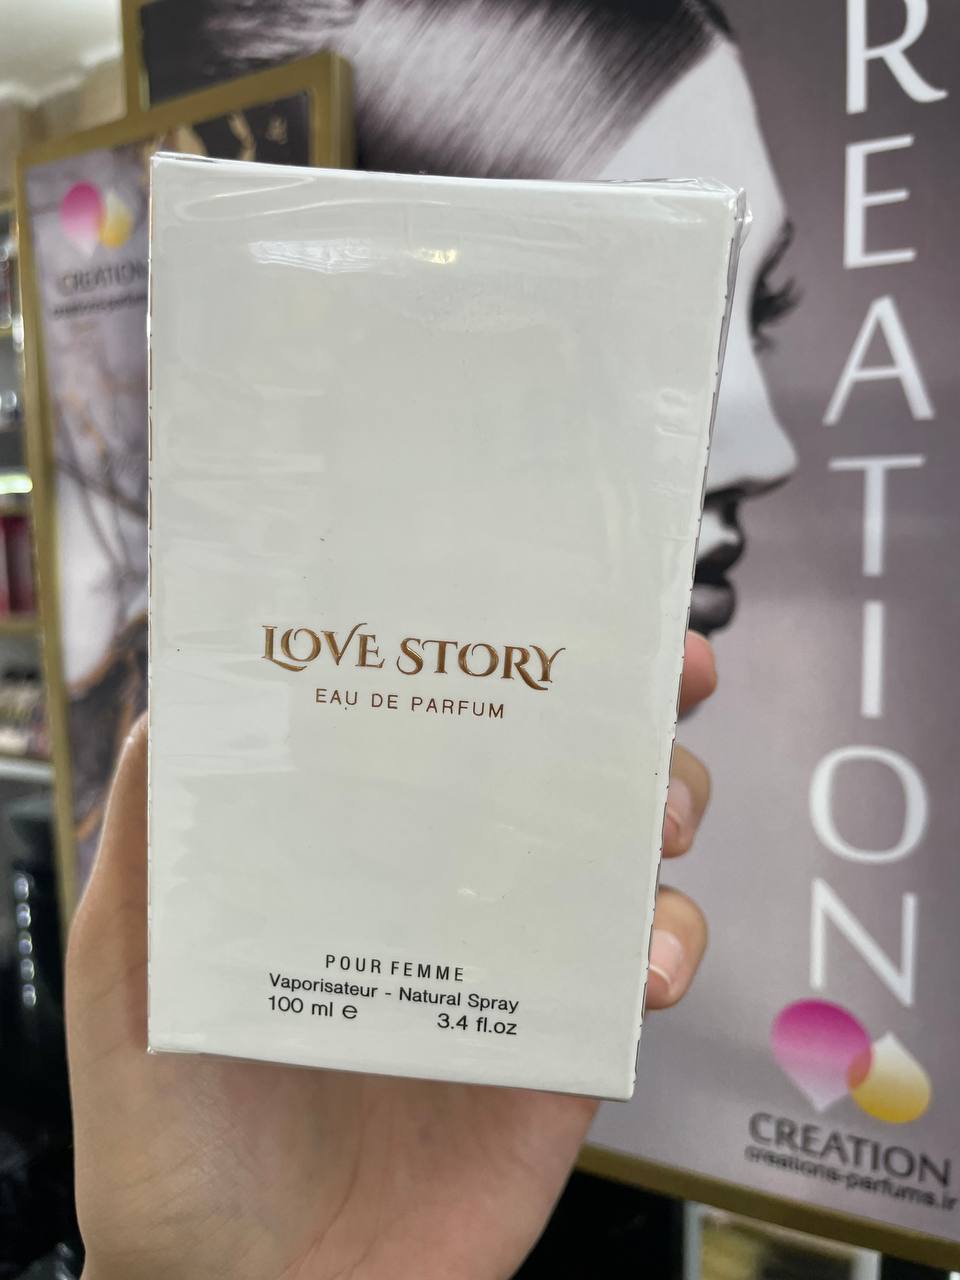 LOVE STORY
EAU DE PARFUM
POUR FEMME
Vaporisateur - Natural Spray
100 ml e 3.4 fl.oz
CREATION
CREATION
creations-parfums.ir
CREATION